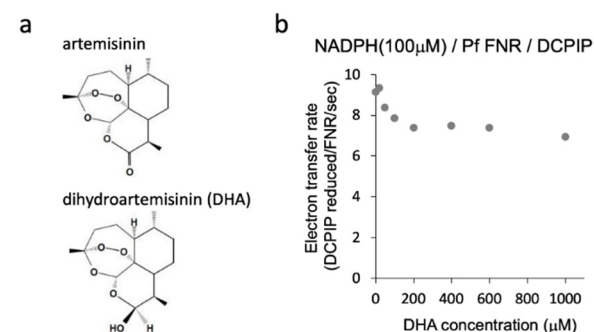 a
artemisinin
H
O
O
O
O
O
dihydroartemisinin (DHA)
H
O
O
O
O
HO H
b
NADPH(100μM) / Pf FNR / DCPIP
Electron transfer rate
(DCPIP reduced/FNR/sec)
10
8
6
4
2
0
0 200 400 600 800 1000
DHA concentration (μM)